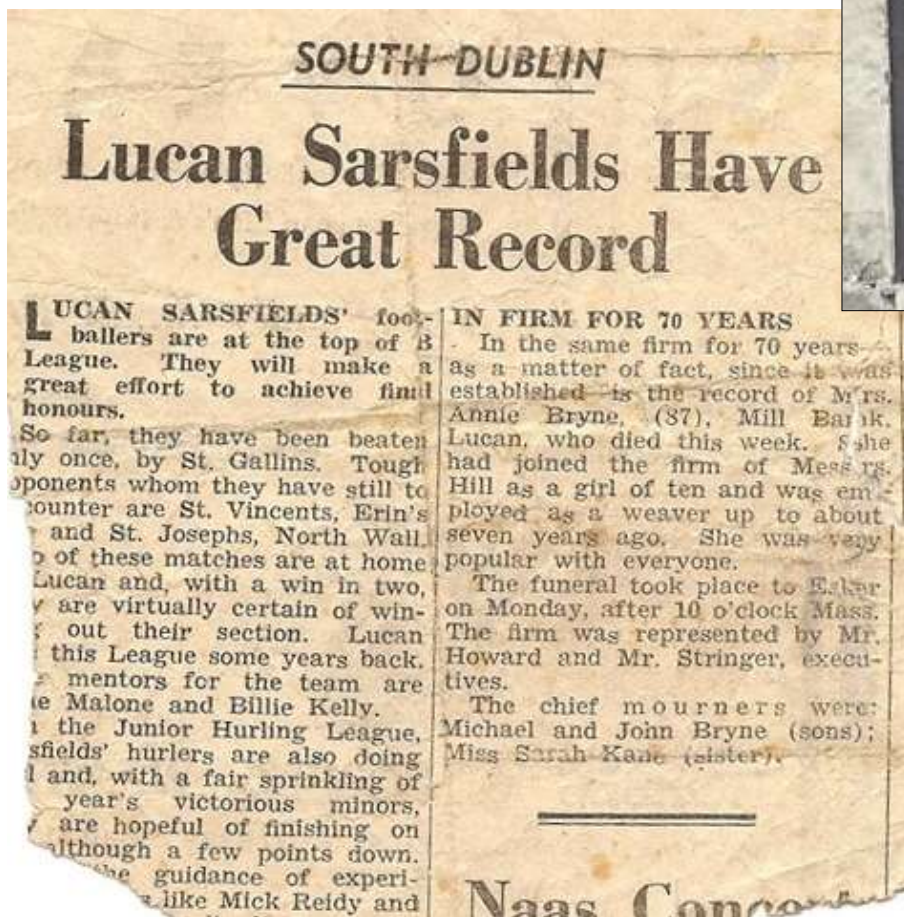 SOUTH DUBLIN
Lucan Sarsfields Have
Great Record
LUCAN SARSFIELDS' foot-
ballers are at the top of B
League. They will make a
great effort to achieve final
honours.
So far, they have been beaten
only once, by St. Gallins. Tough
opponents whom they have still to
counter are St. Vincents, Erin's
and St. Josephs, North Wall.
of these matches are at home
Lucan and, with a win in two,
are virtually certain of win-
out their section. Lucan
this League some years back.
mentors for the team are
Malone and Billie Kelly.
the Junior Hurling League,
sfields' hurlers are also doing
and, with a fair sprinkling of
year's victorious minors,
are hopeful of finishing on
although a few points down.
the guidance of experi-
like Mick Reidy and
IN FIRM FOR 70 YEARS
In the same firm for 70 years—
as a matter of fact, since it was
established is the record of Mrs.
Annie Bryne, (87), Mill Bank,
Lucan, who died this week. She
had joined the firm of Messrs.
Hill as a girl of ten and was em-
ployed as a weaver up to about
seven years ago. She was very
popular with everyone.
The funeral took place to Esker
on Monday, after 10 o'clock Mass.
The firm was represented by Mr.
Howard and Mr. Stringer, execu-
tives.
The chief mourners were:
Michael and John Bryne (sons);
Miss Sarah Kane (sister).
Naas Concert